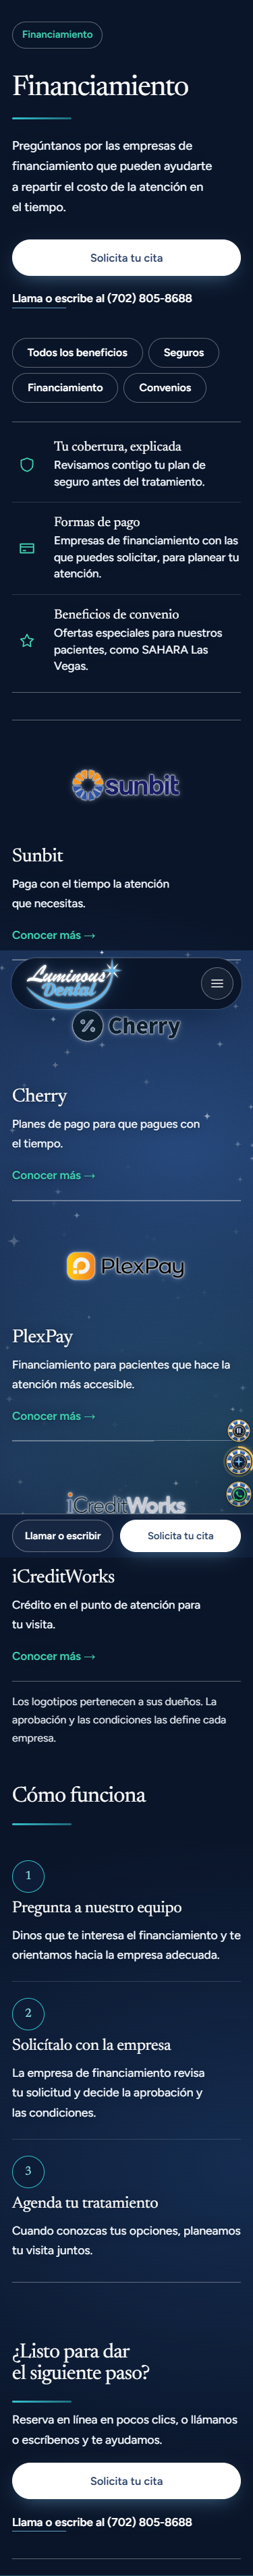 Financiamiento
Financiamiento
Pregúntanos por las empresas de
financiamiento que pueden ayudarte
a repartir el costo de la atención en
el tiempo.
Solicita tu cita
Llama o escribe al (702) 805-8688
Todos los beneficios
Seguros
Financiamiento
Convenios
Tu cobertura, explicada
Revisamos contigo tu plan de
seguro antes del tratamiento.
Formas de pago
Empresas de financiamiento con las
que puedes solicitar, para planear tu
atención.
Beneficios de convenio
Ofertas especiales para nuestros
pacientes, como SAHARA Las
Vegas.
sunbit
Sunbit
Paga con el tiempo la atención
que necesitas.
Conocer más →
Luminous
Dental
Cherry
Cherry
Planes de pago para que pagues con
el tiempo.
Conocer más →
PlexPay
PlexPay
Financiamiento para pacientes que hace la
atención más accesible.
Conocer más →
iCreditWorks
Llamar o escribir
Solicita tu cita
iCreditWorks
Crédito en el punto de atención para
tu visita.
Conocer más →
Los logotipos pertenecen a sus dueños. La
aprobación y las condiciones las define cada
empresa.
Cómo funciona
1
Pregunta a nuestro equipo
Dinos que te interesa el financiamiento y te
orientamos hacia la empresa adecuada.
2
Solicítalo con la empresa
La empresa de financiamiento revisa
tu solicitud y decide la aprobación y
las condiciones.
3
Agenda tu tratamiento
Cuando conozcas tus opciones, planeamos
tu visita juntos.
¿Listo para dar
el siguiente paso?
Reserva en línea en pocos clics, o llámanos
o escríbenos y te ayudamos.
Solicita tu cita
Llama o escribe al (702) 805-8688